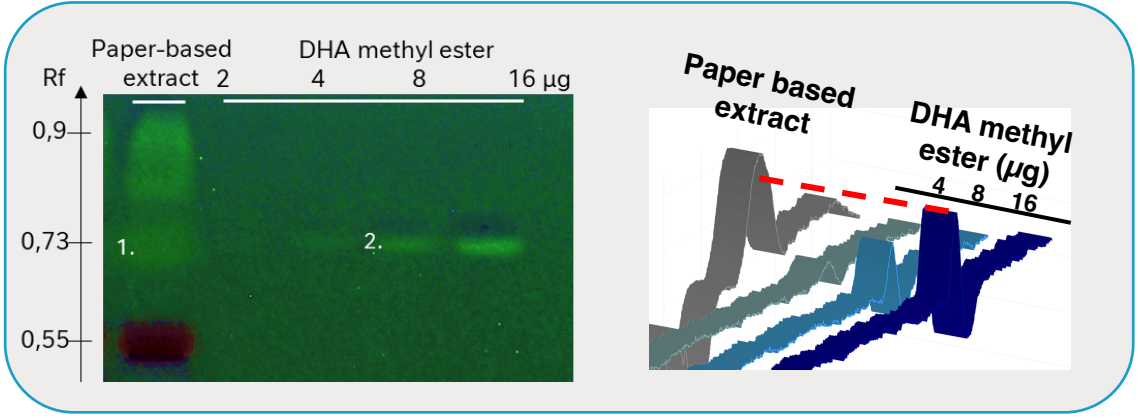 Paper-based
extract
DHA methyl ester
Rf
2
4
8
16 µg
0,9
0,73
0,55
1.
2.
Paper based
extract
DHA methyl
ester (µg)
4
8
16